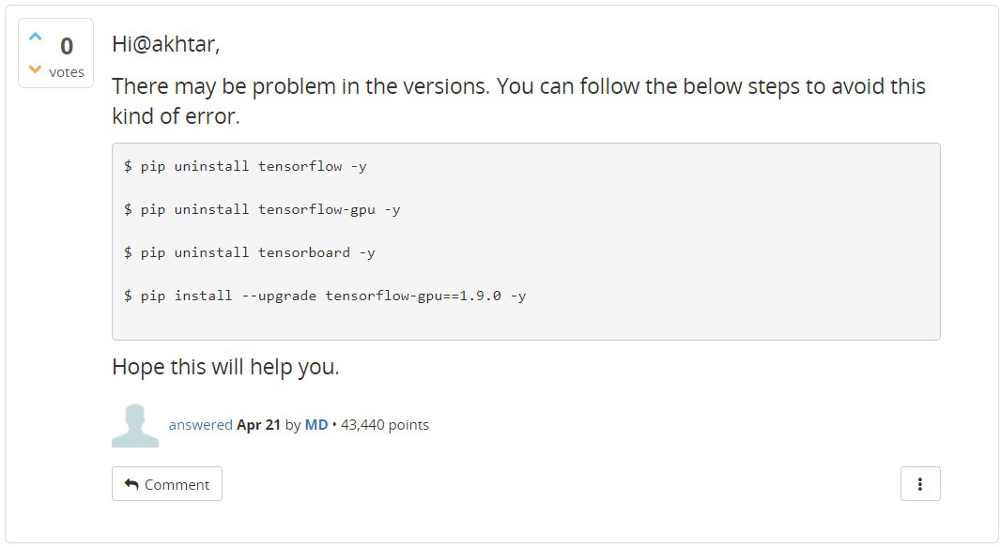 0
votes
Hi@akhtar,
There may be problem in the versions. You can follow the below steps to avoid this
kind of error.
$ pip uninstall tensorflow -y
$ pip uninstall tensorflow-gpu -y
$ pip uninstall tensorboard -y
$ pip install --upgrade tensorflow-gpu==1.9.0 -y
Hope this will help you.
answered Apr 21 by MD • 43,440 points
Comment